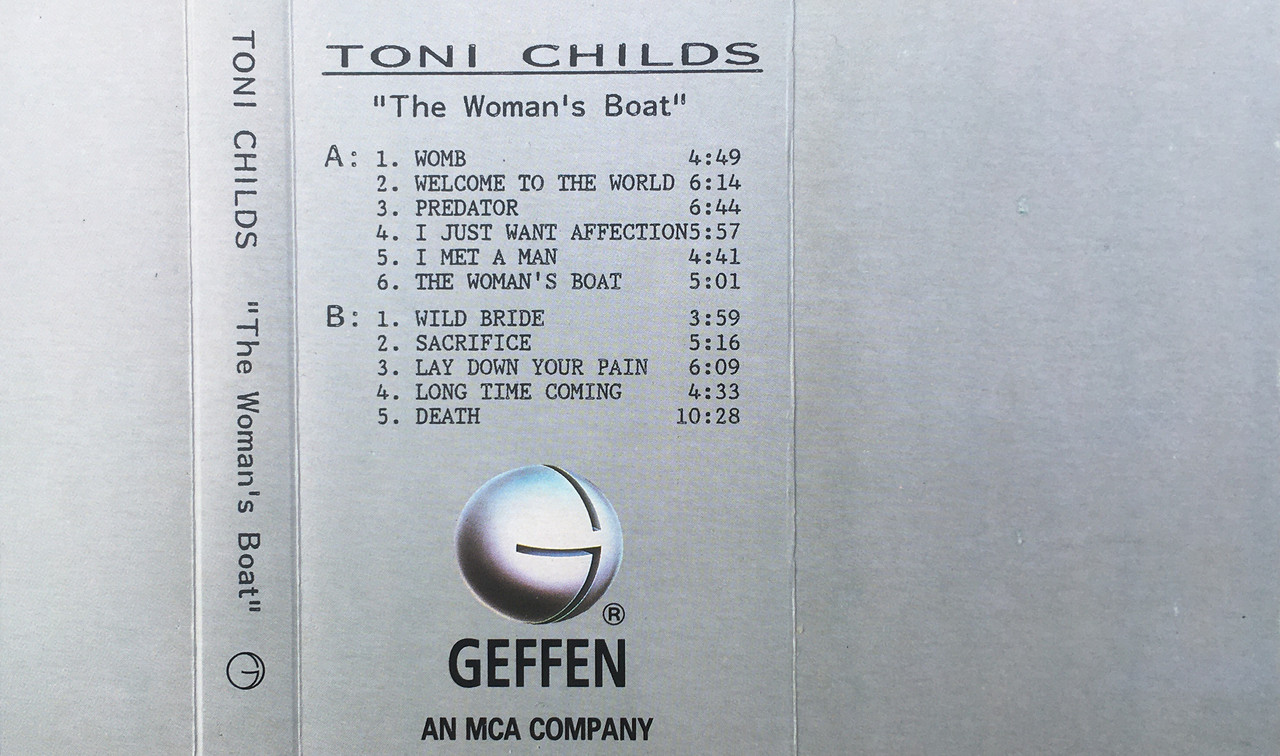 TONI CHILDS "The Woman's Boat"
TONI CHILDS
"The Woman's Boat"
A: 1. WOMB 4:49
2. WELCOME TO THE WORLD 6:14
3. PREDATOR 6:44
4. I JUST WANT AFFECTION5:57
5. I MET A MAN 4:41
6. THE WOMAN'S BOAT 5:01
B: 1. WILD BRIDE 3:59
2. SACRIFICE 5:16
3. LAY DOWN YOUR PAIN 6:09
4. LONG TIME COMING 4:33
5. DEATH 10:28
G
®
GEFFEN
AN MCA COMPANY